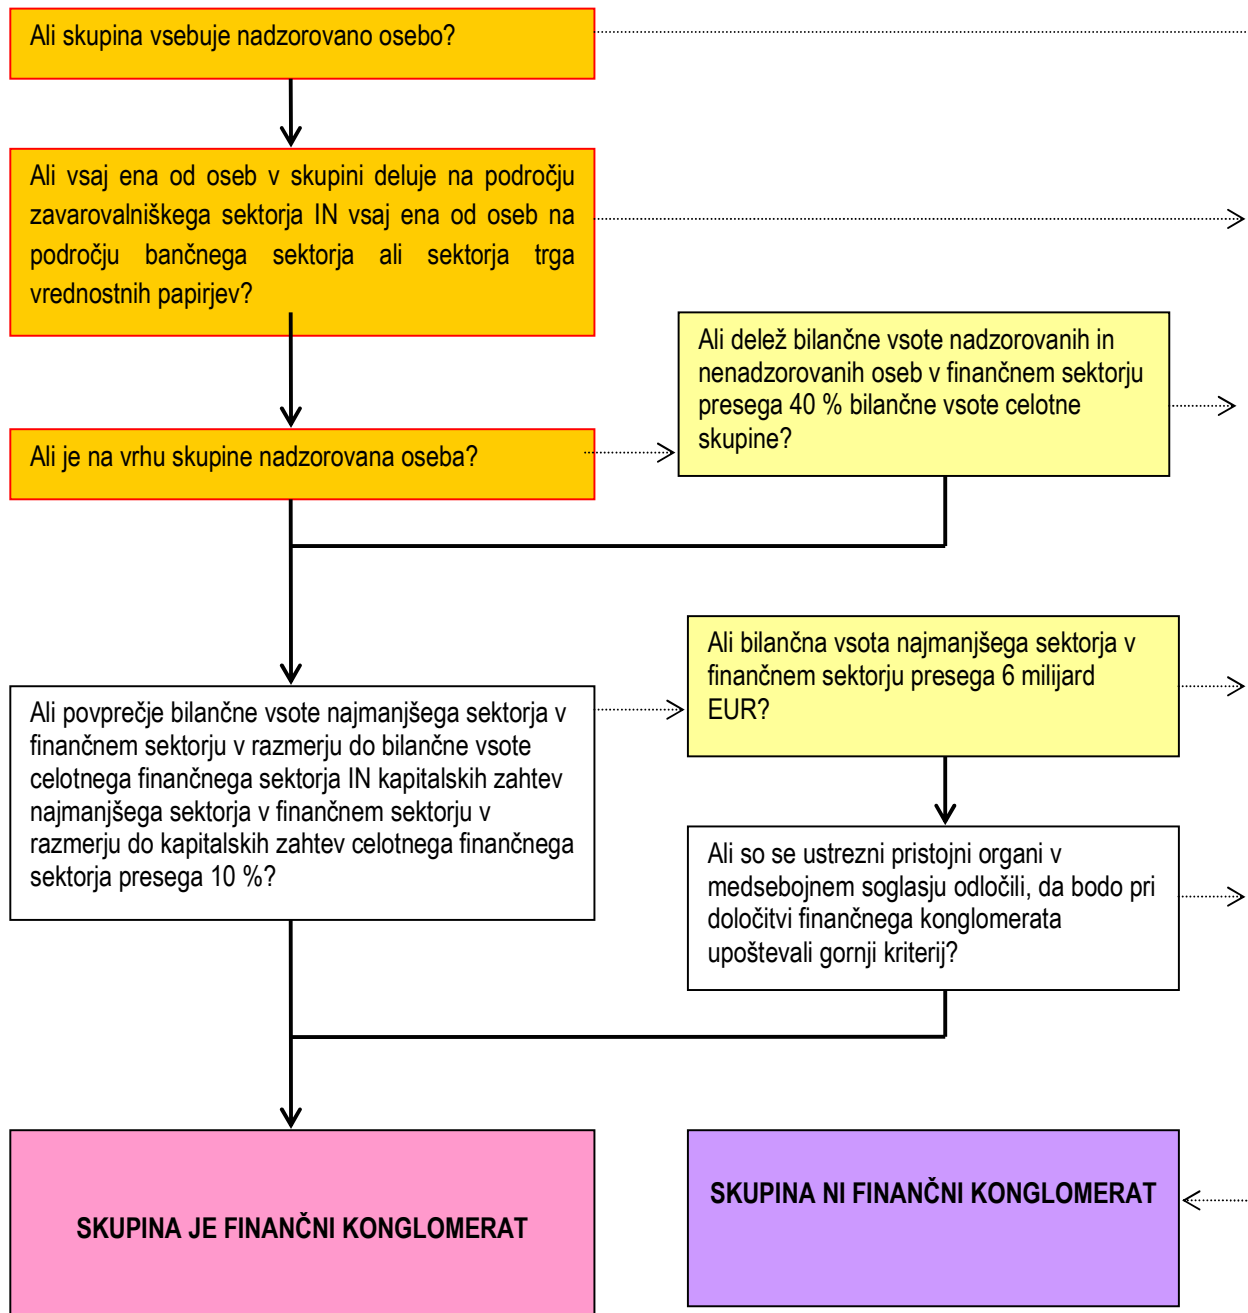 Ali skupina vsebuje nadzorovano osebo?
Ali vsaj ena od oseb v skupini deluje na področju
zavarovalniškega sektorja IN vsaj ena od oseb na
področju bančnega sektorja ali sektorja trga
vrednostnih papirjev?
Ali delež bilančne vsote nadzorovanih in
nenadzorovanih oseb v finančnem sektorju
presega 40 % bilančne vsote celotne
skupine?
Ali je na vrhu skupine nadzorovana oseba?
Ali bilančna vsota najmanjšega sektorja v
finančnem sektorju presega 6 milijard
EUR?
Ali povprečje bilančne vsote najmanjšega sektorja v
finančnem sektorju v razmerju do bilančne vsote
celotnega finančnega sektorja IN kapitalskih zahtev
najmanjšega sektorja v finančnem sektorju v
razmerju do kapitalskih zahtev celotnega finančnega
sektorja presega 10 %?
Ali so se ustrezni pristojni organi v
medsebojnem soglasju odločili, da bodo pri
določitvi finančnega konglomerata
upoštevali gornji kriterij?
SKUPINA JE FINANČNI KONGLOMERAT
SKUPINA NI FINANČNI KONGLOMERAT